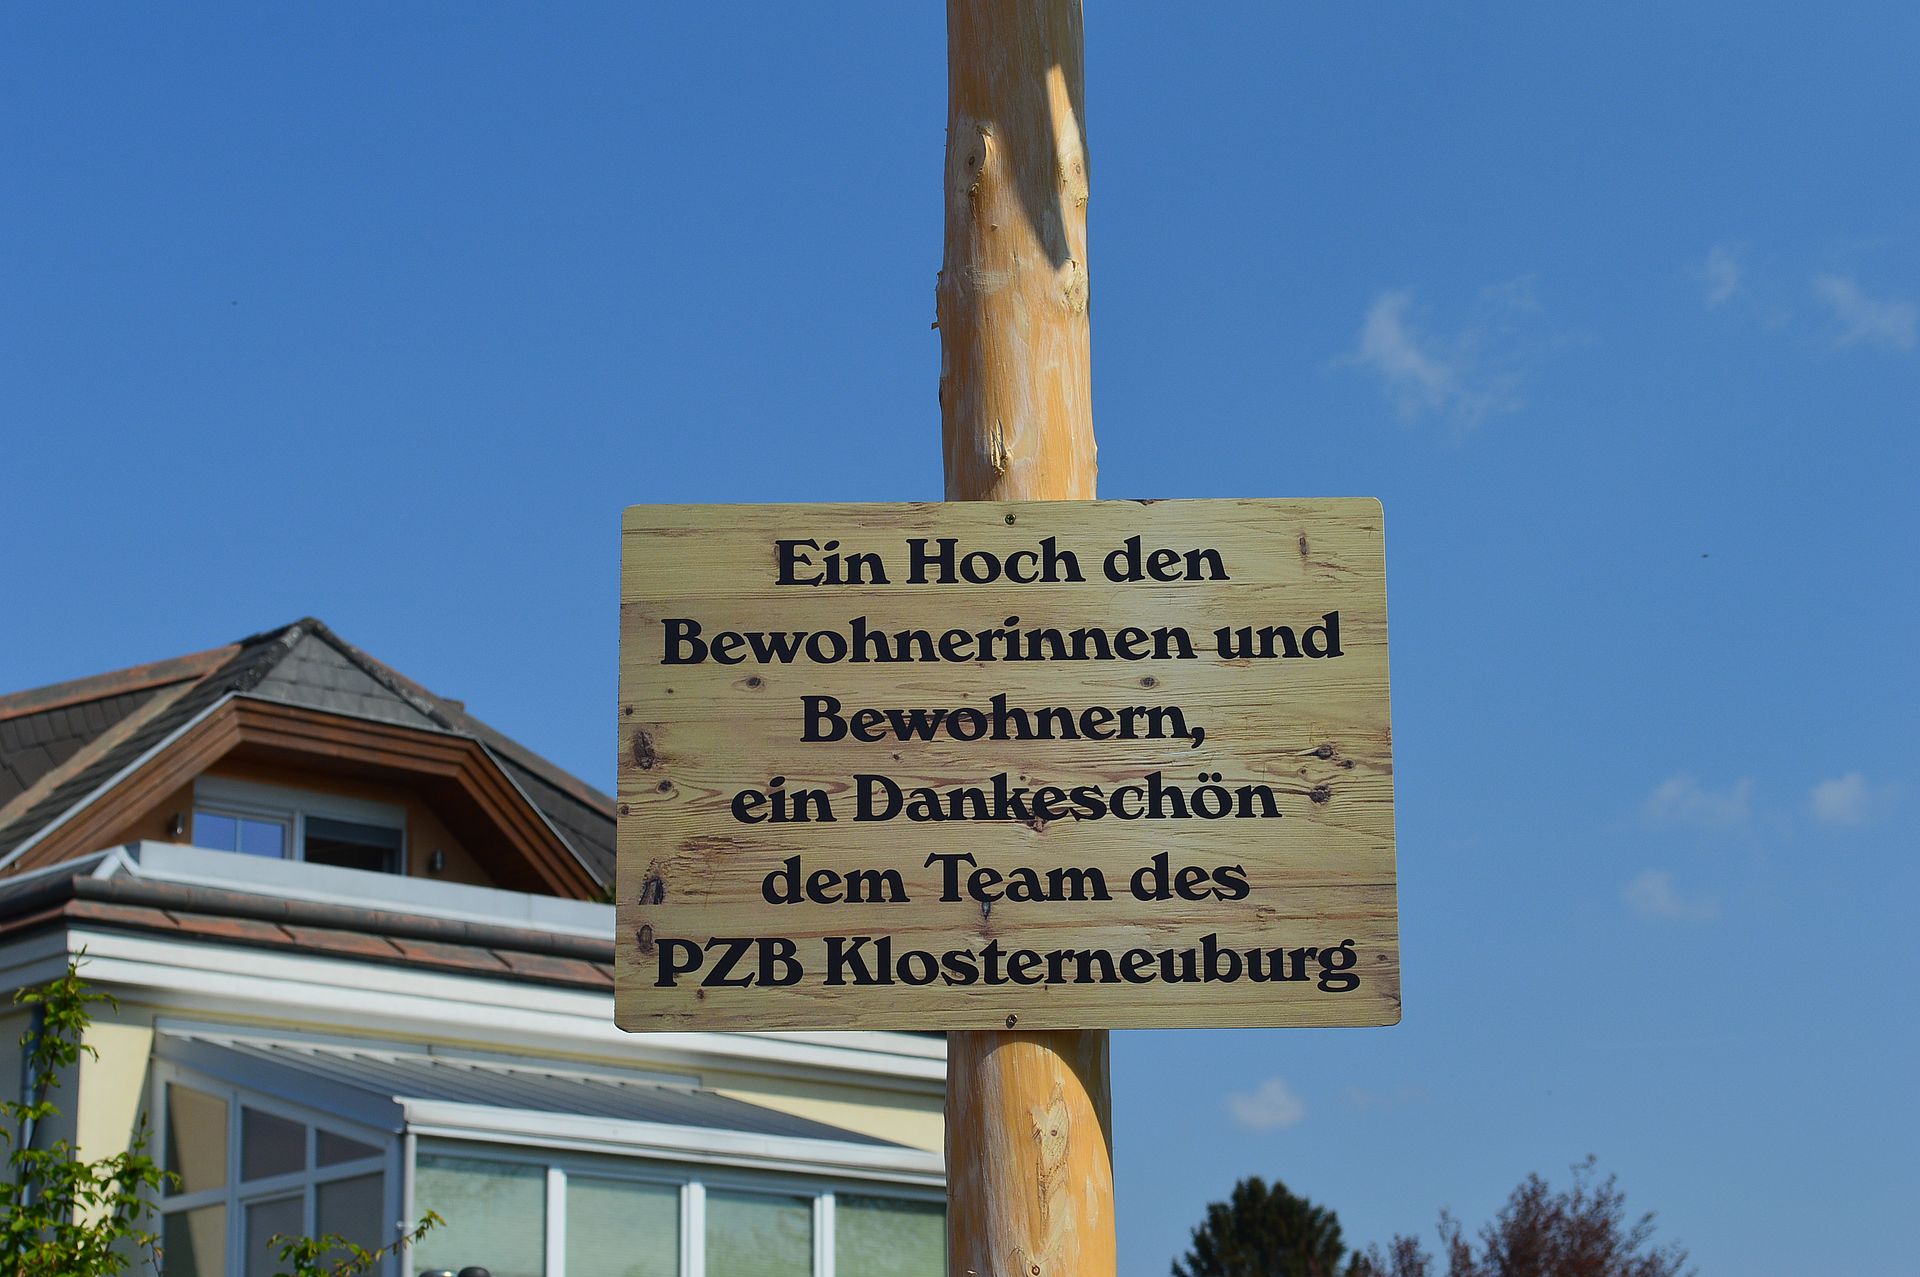 Ein Hoch den
Bewohnerinnen und
Bewohnern,
ein Dankeschön
dem Team des
PZB Klosterneuburg